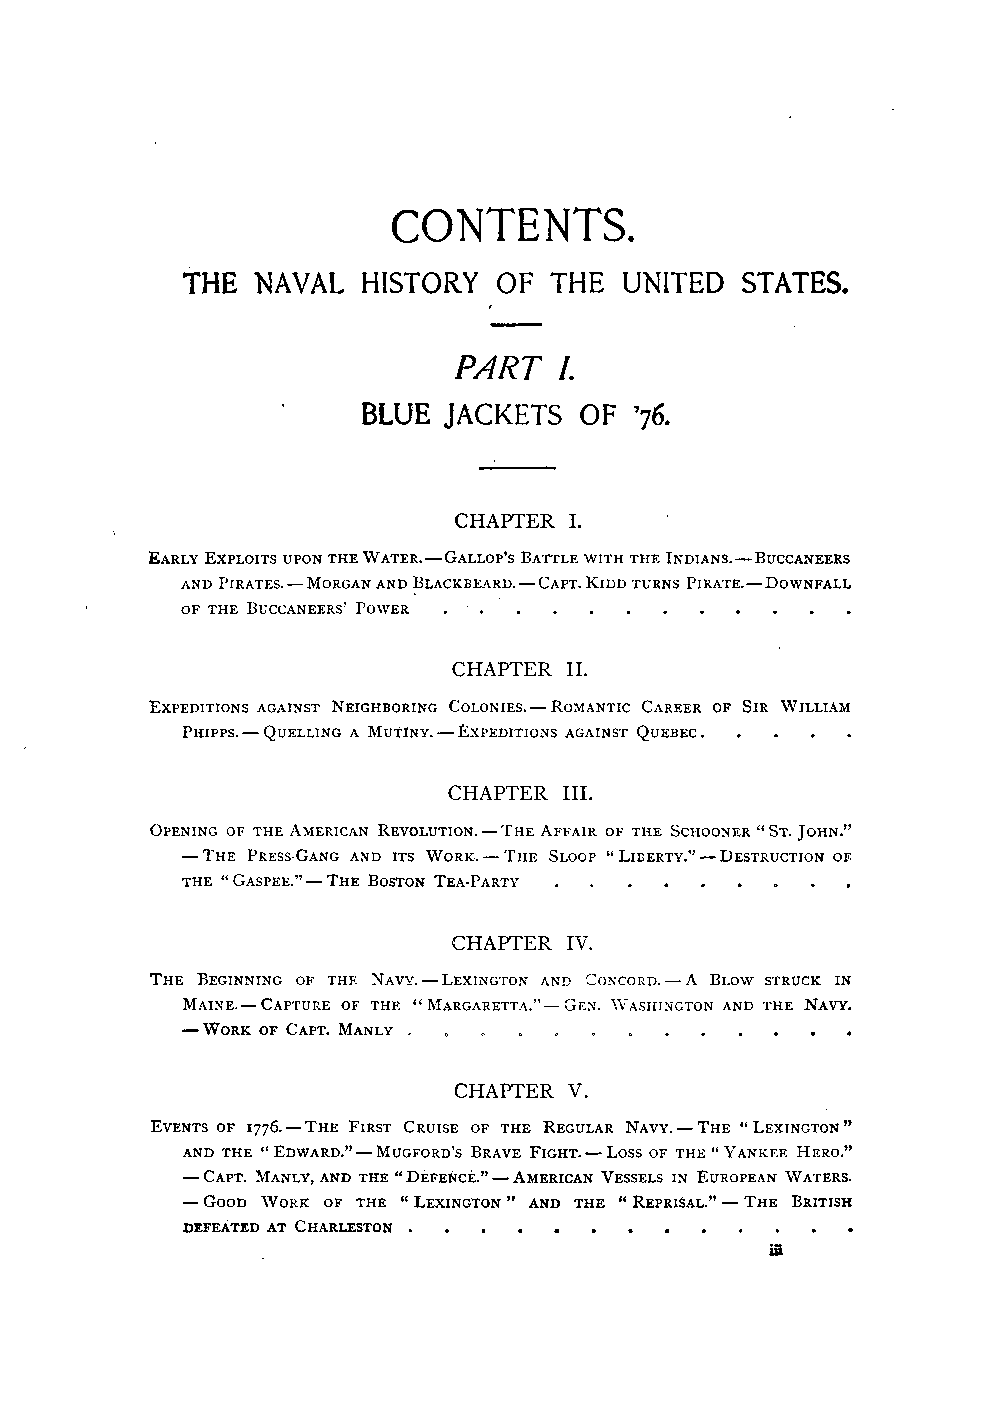 CONTENTS.
THE NAVAL HISTORY OF THE UNITED STATES.
PART I.
BLUE JACKETS OF '76.
CHAPTER I.
EARLY EXPLOITS UPON THE WATER.—GALLOP'S BATTLE WITH THE INDIANS.—BUCCANEERS
AND PIRATES.—MORGAN AND BLACKBEARD.—CAPT. KIDD TURNS PIRATE.—DOWNFALL
OF THE BUCCANEERS' POWER . . . . . . . . . . . .
CHAPTER II.
EXPEDITIONS AGAINST NEIGHBORING COLONIES.—ROMANTIC CAREER OF SIR WILLIAM
PHIPPS.—QUELLING A MUTINY.—EXPEDITIONS AGAINST QUEBEC. . . . .
CHAPTER III.
OPENING OF THE AMERICAN REVOLUTION.—THE AFFAIR OF THE SCHOONER "ST. JOHN."
—THE PRESS-GANG AND ITS WORK.—THE SLOOP "LIBERTY."—DESTRUCTION OF
THE "GASPEE."—THE BOSTON TEA-PARTY . . . . . . . . .
CHAPTER IV.
THE BEGINNING OF THE NAVY.—LEXINGTON AND CONCORD.—A BLOW STRUCK IN
MAINE.—CAPTURE OF THE "MARGARETTA."—GEN. WASHINGTON AND THE NAVY.
—WORK OF CAPT. MANLY . . . . . . . . . . . . .
CHAPTER V.
EVENTS OF 1776.—THE FIRST CRUISE OF THE REGULAR NAVY.—THE "LEXINGTON"
AND THE "EDWARD."—MUGFORD'S BRAVE FIGHT.—LOSS OF THE "YANKEE HERO."
—CAPT. MANLY, AND THE "DEFENCE."—AMERICAN VESSELS IN EUROPEAN WATERS.
—GOOD WORK OF THE "LEXINGTON" AND THE "REPRISAL."—THE BRITISH
DEFEATED AT CHARLESTON . . . . . . . . . . . . .
iii